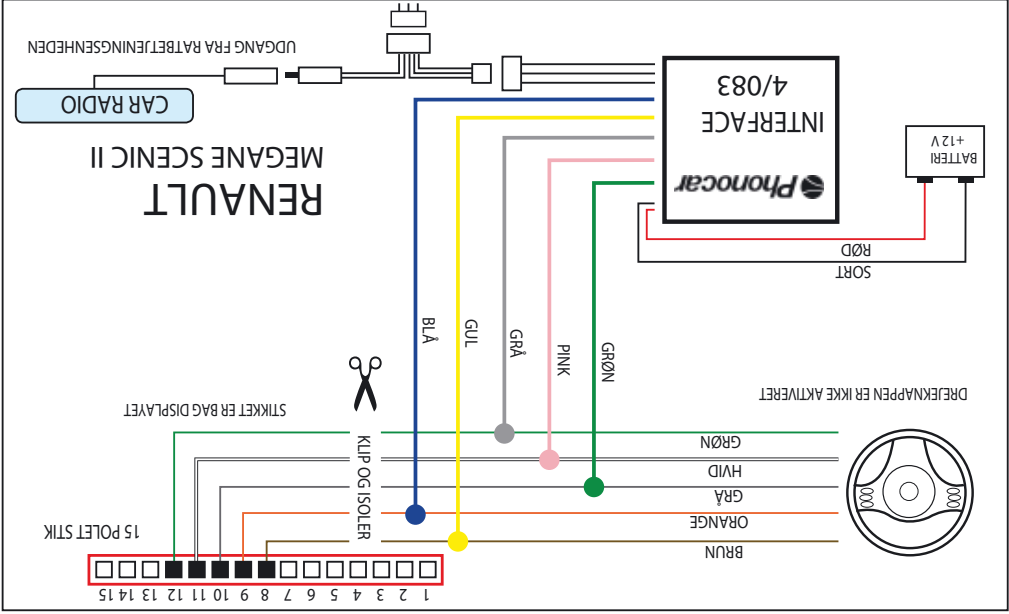 1 2 3 4 5 6 7 8 9 10 11 12 13 14 15
15 POLET STIK
BRUN
ORANGE
GRÅ
HVID
GRØN
KLIP OG ISOLER
STIKKET ER BAG DISPLAYET
DREJEKNAPPEN ER IKKE AKTIVERET
GRØN
PINK
GRÅ
GUL
BLÅ
SORT
RØD
BATTERI
+12 V
Phonocar
INTERFACE
4/083
RENAULT
MEGANE SCENIC II
CAR RADIO
UDGANG FRA RATBETJENINGSENHEDEN